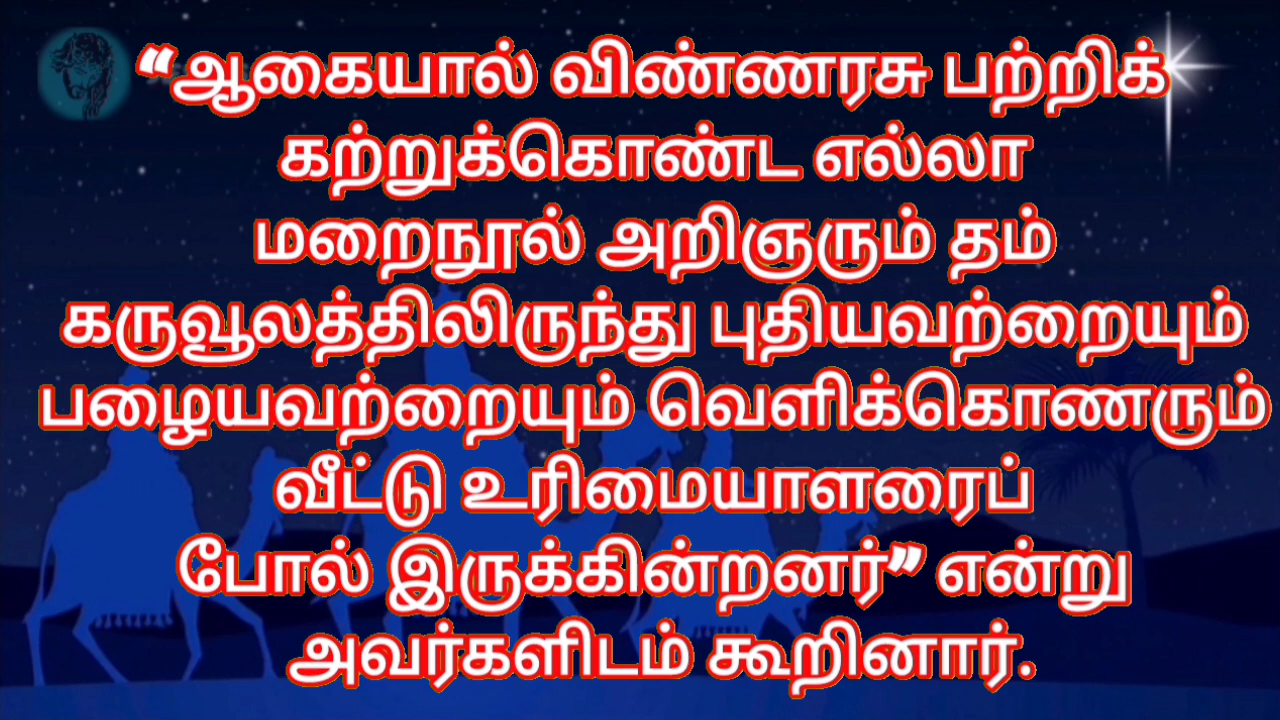 “ஆகையால் விண்ணரசு பற்றிக்
கற்றுக்கொண்ட எல்லா
மறைநூல் அறிஞரும் தம்
கருவூலத்திலிருந்து புதியவற்றையும்
பழையவற்றையும் வெளிக்கொணரும்
வீட்டு உரிமையாளரைப்
போல் இருக்கின்றனர்” என்று
அவர்களிடம் கூறினார்.